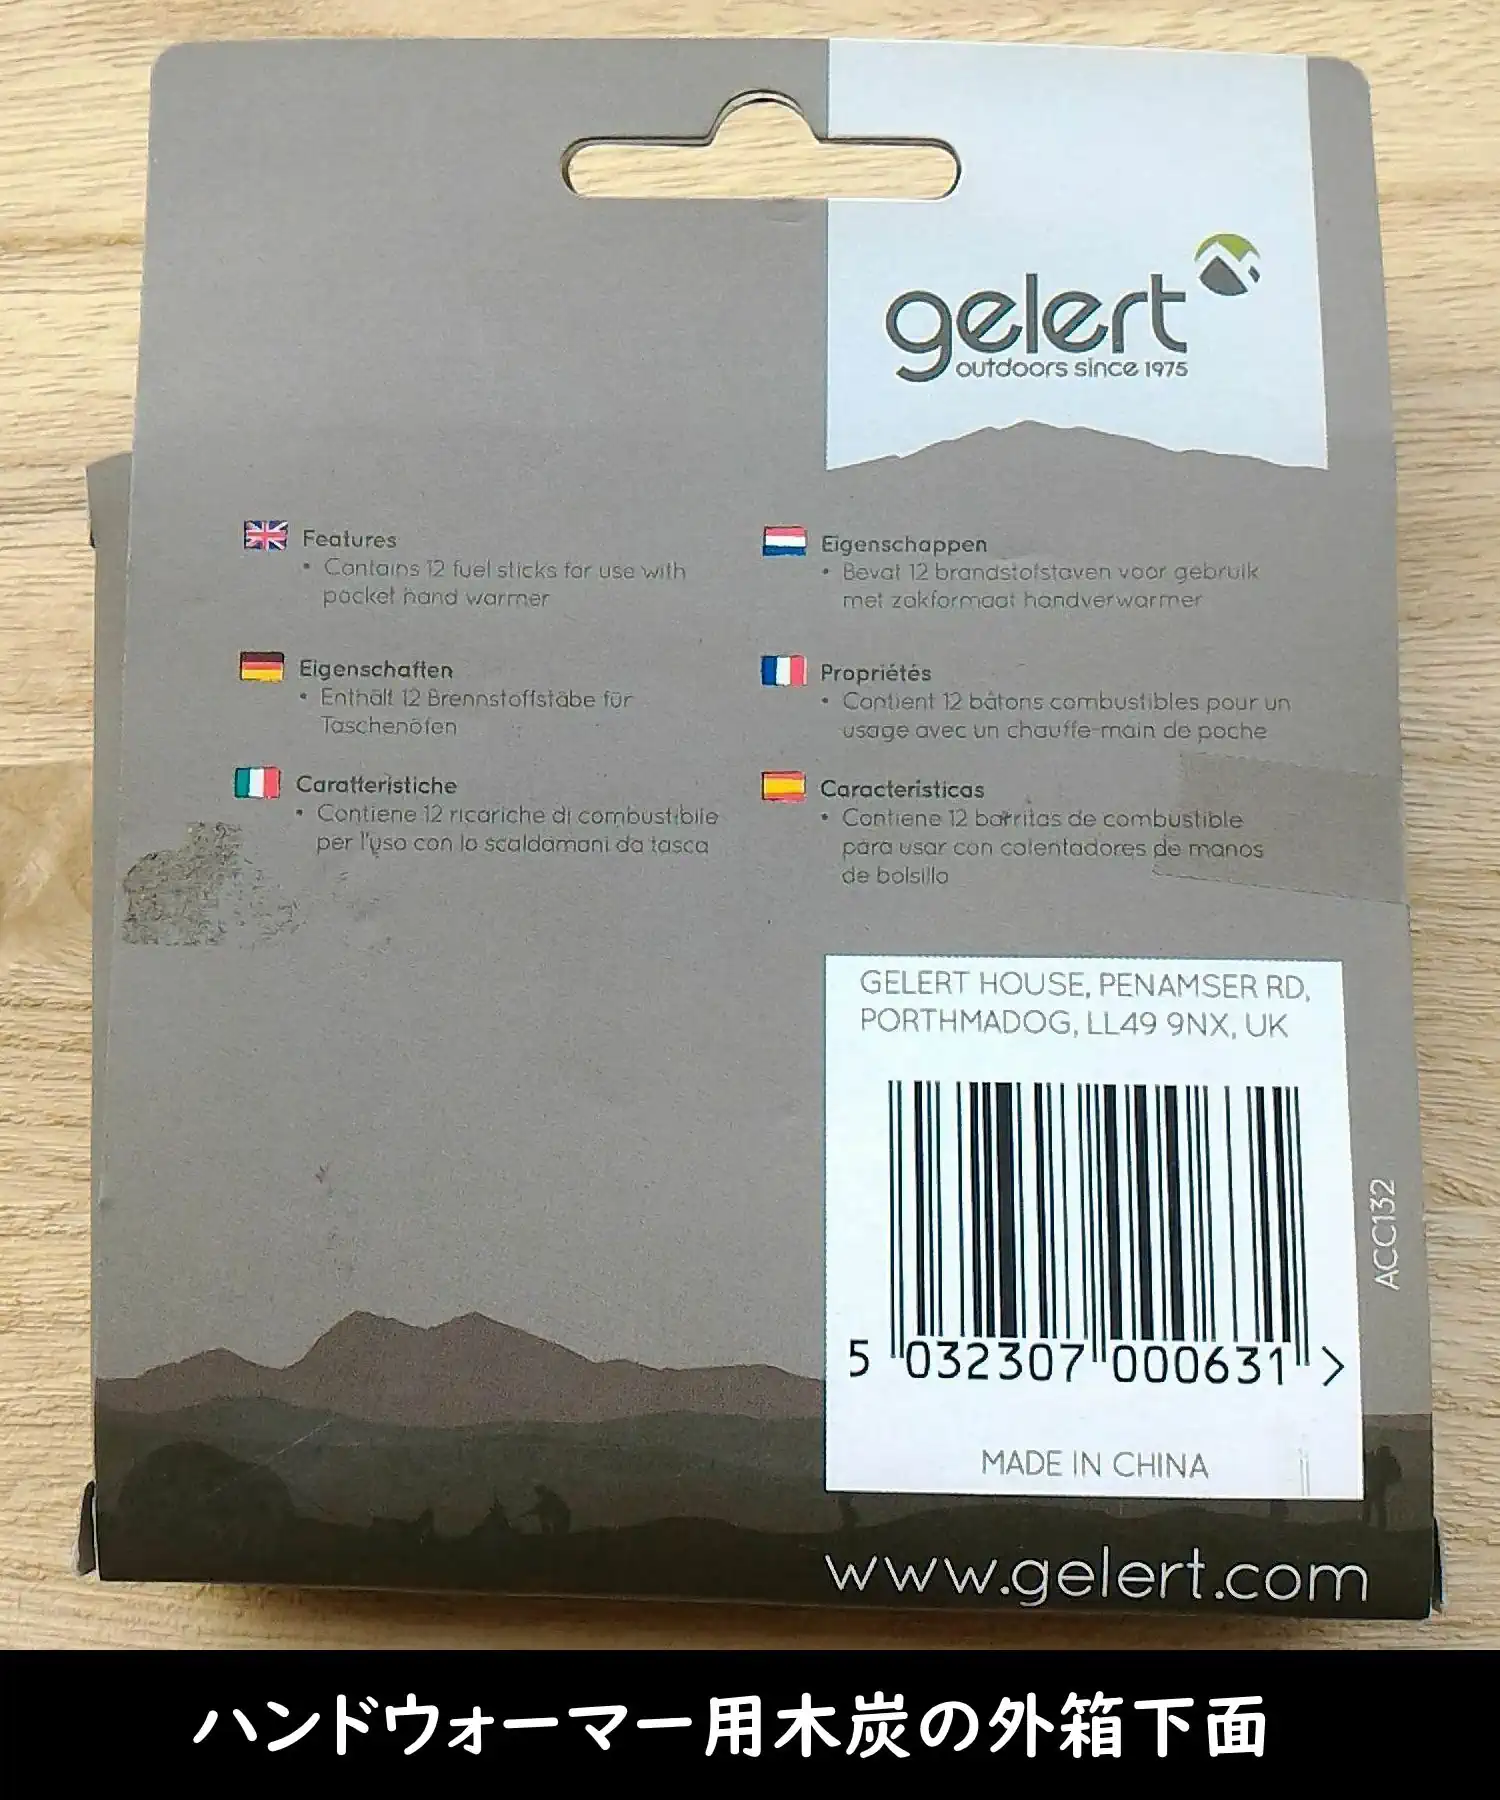 gelert
outdoors since 1975
Features
• Contains 12 fuel sticks for use with
pocket hand warmer
Eigenschappen
• Bevat 12 brandstofstaven voor gebruik
met zakformaat handverwarmer
Eigenschaften
• Enthält 12 Brennstoffstäbe für
Taschenöfen
Propriétés
• Contient 12 bâtons combustibles pour un
usage avec un chauffe-main de poche
Caratteristiche
• Contiene 12 ricariche di combustibile
per l'uso con lo scaldamani da tasca
Caracteristicas
• Contiene 12 barritas de combustible
para usar con calentadores de manos
de bolsillo
GELERT HOUSE, PENAMSER RD,
PORTHMADOG, LL49 9NX, UK
ACC132
5 032307 000631 >
MADE IN CHINA
www.gelert.com
ハンドウォーマー用木炭の外箱下面